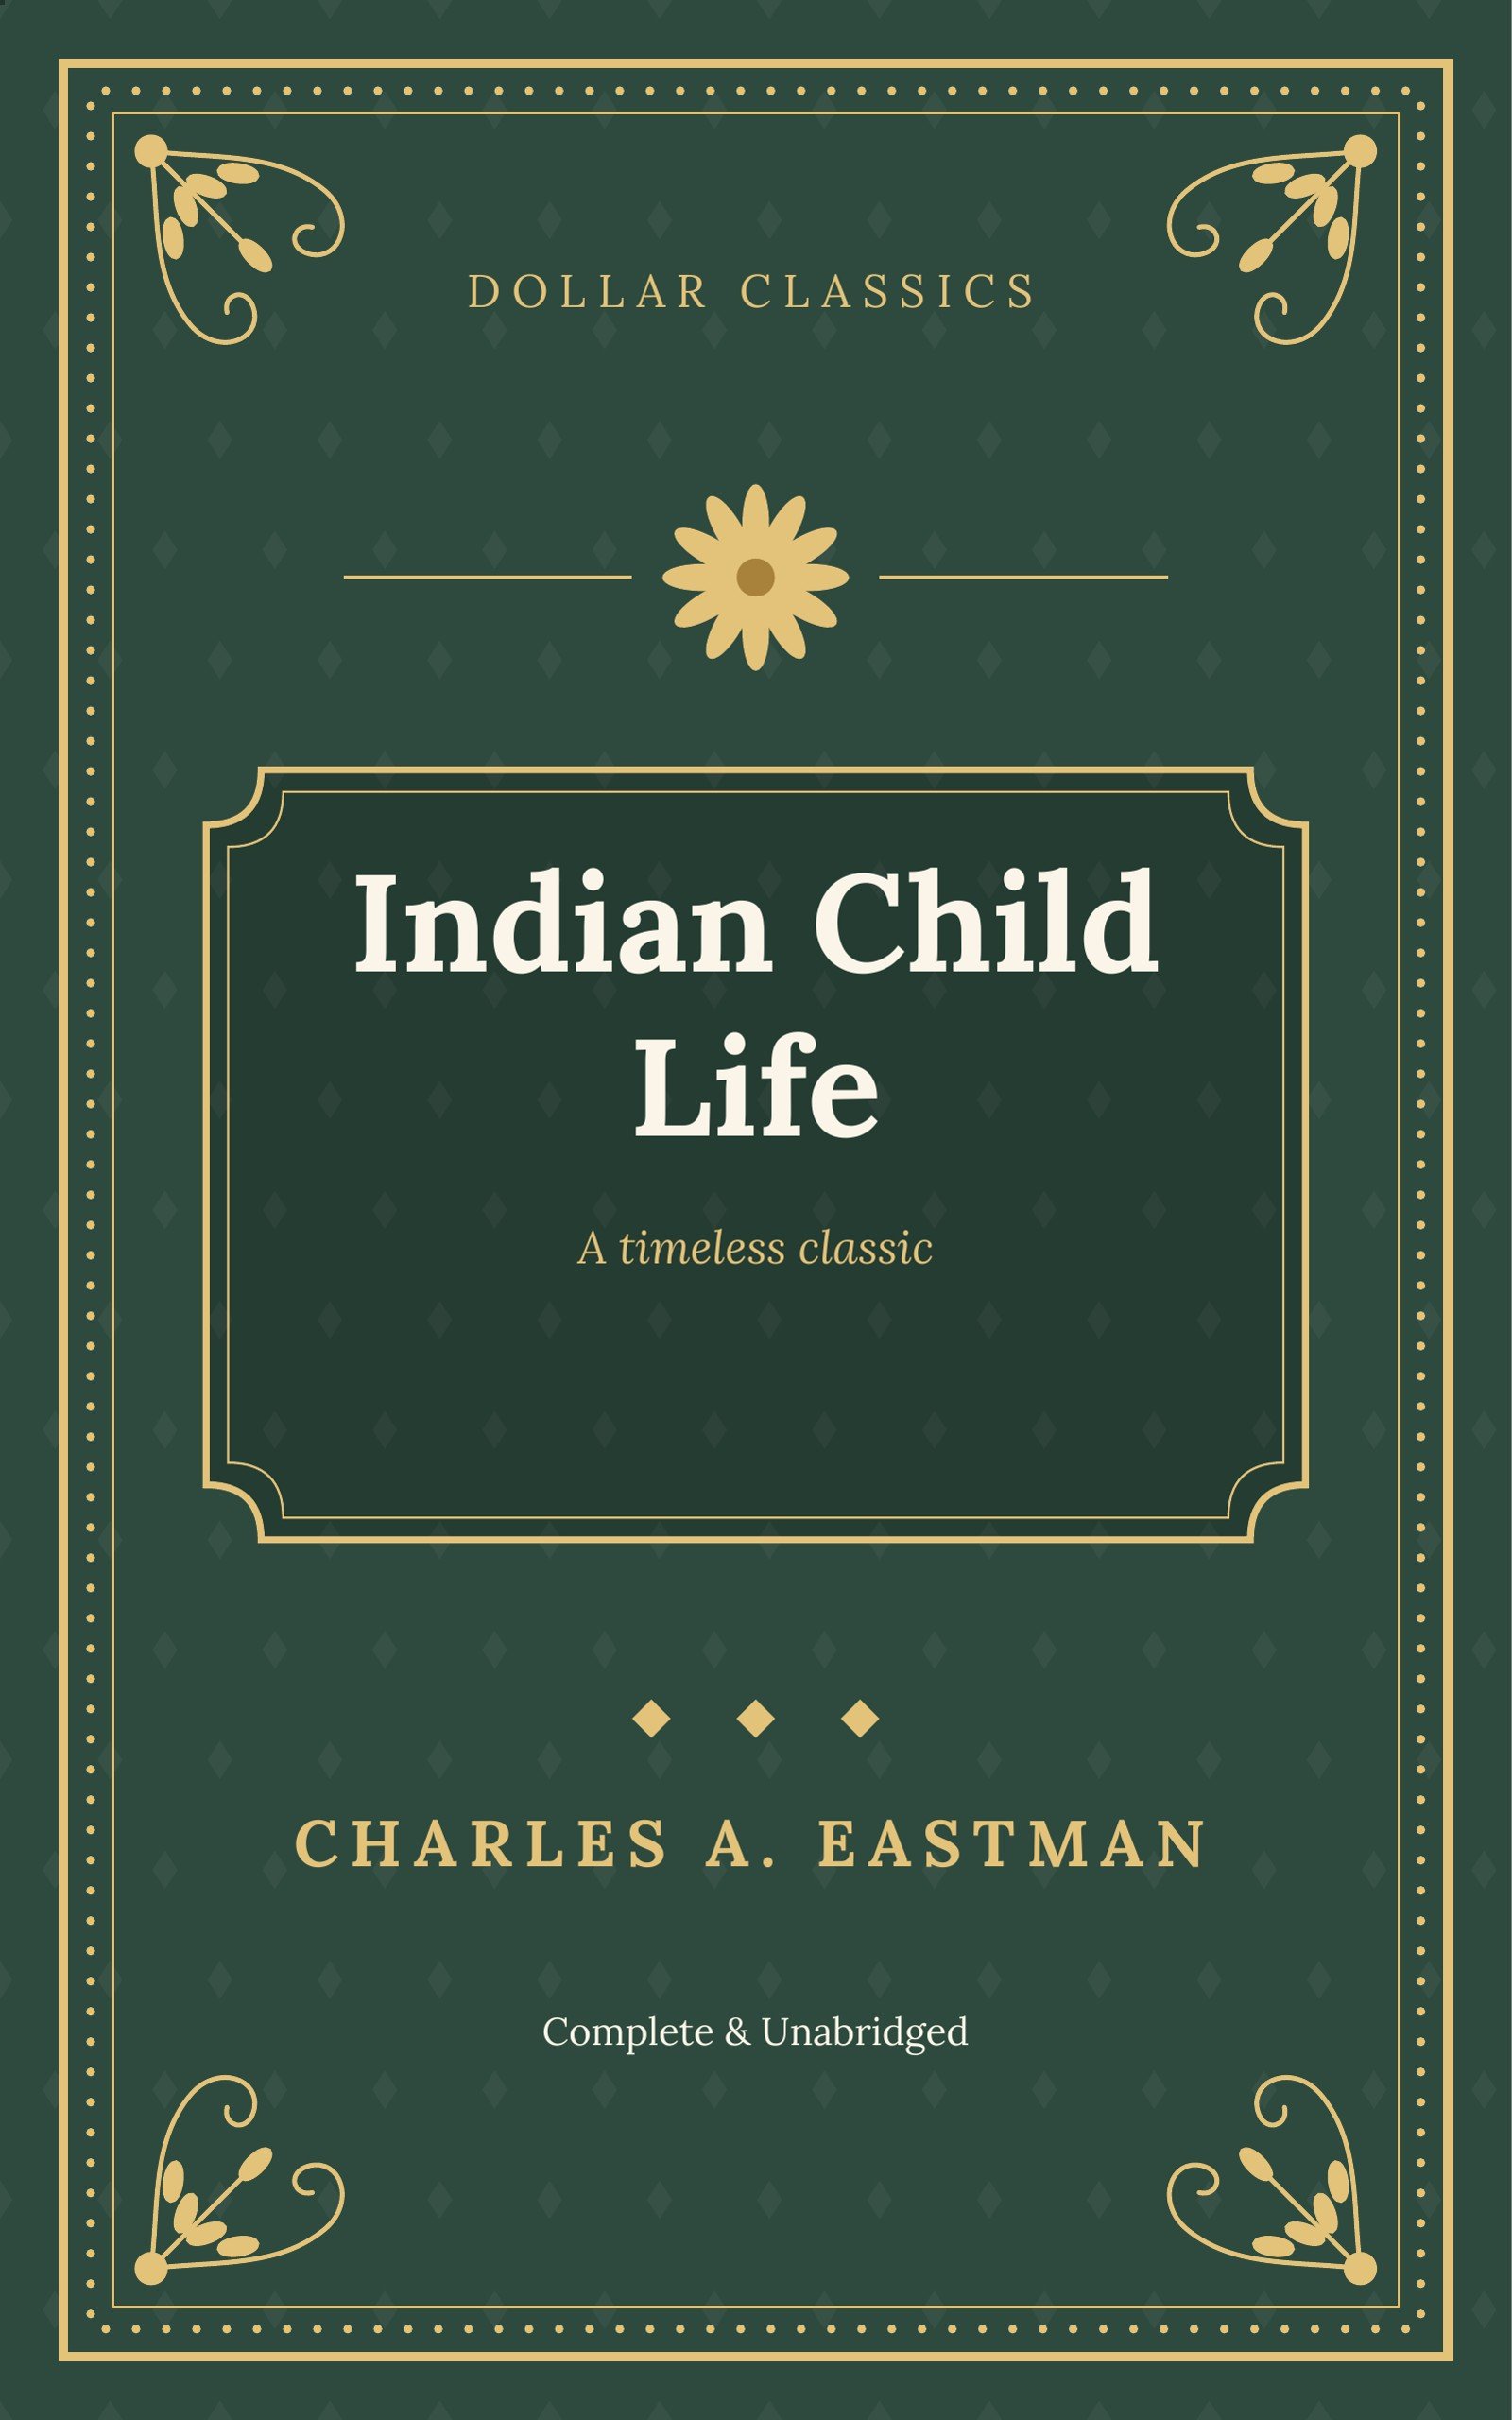 DOLLAR CLASSICS
Indian Child
Life
A timeless classic
CHARLES A. EASTMAN
Complete & Unabridged